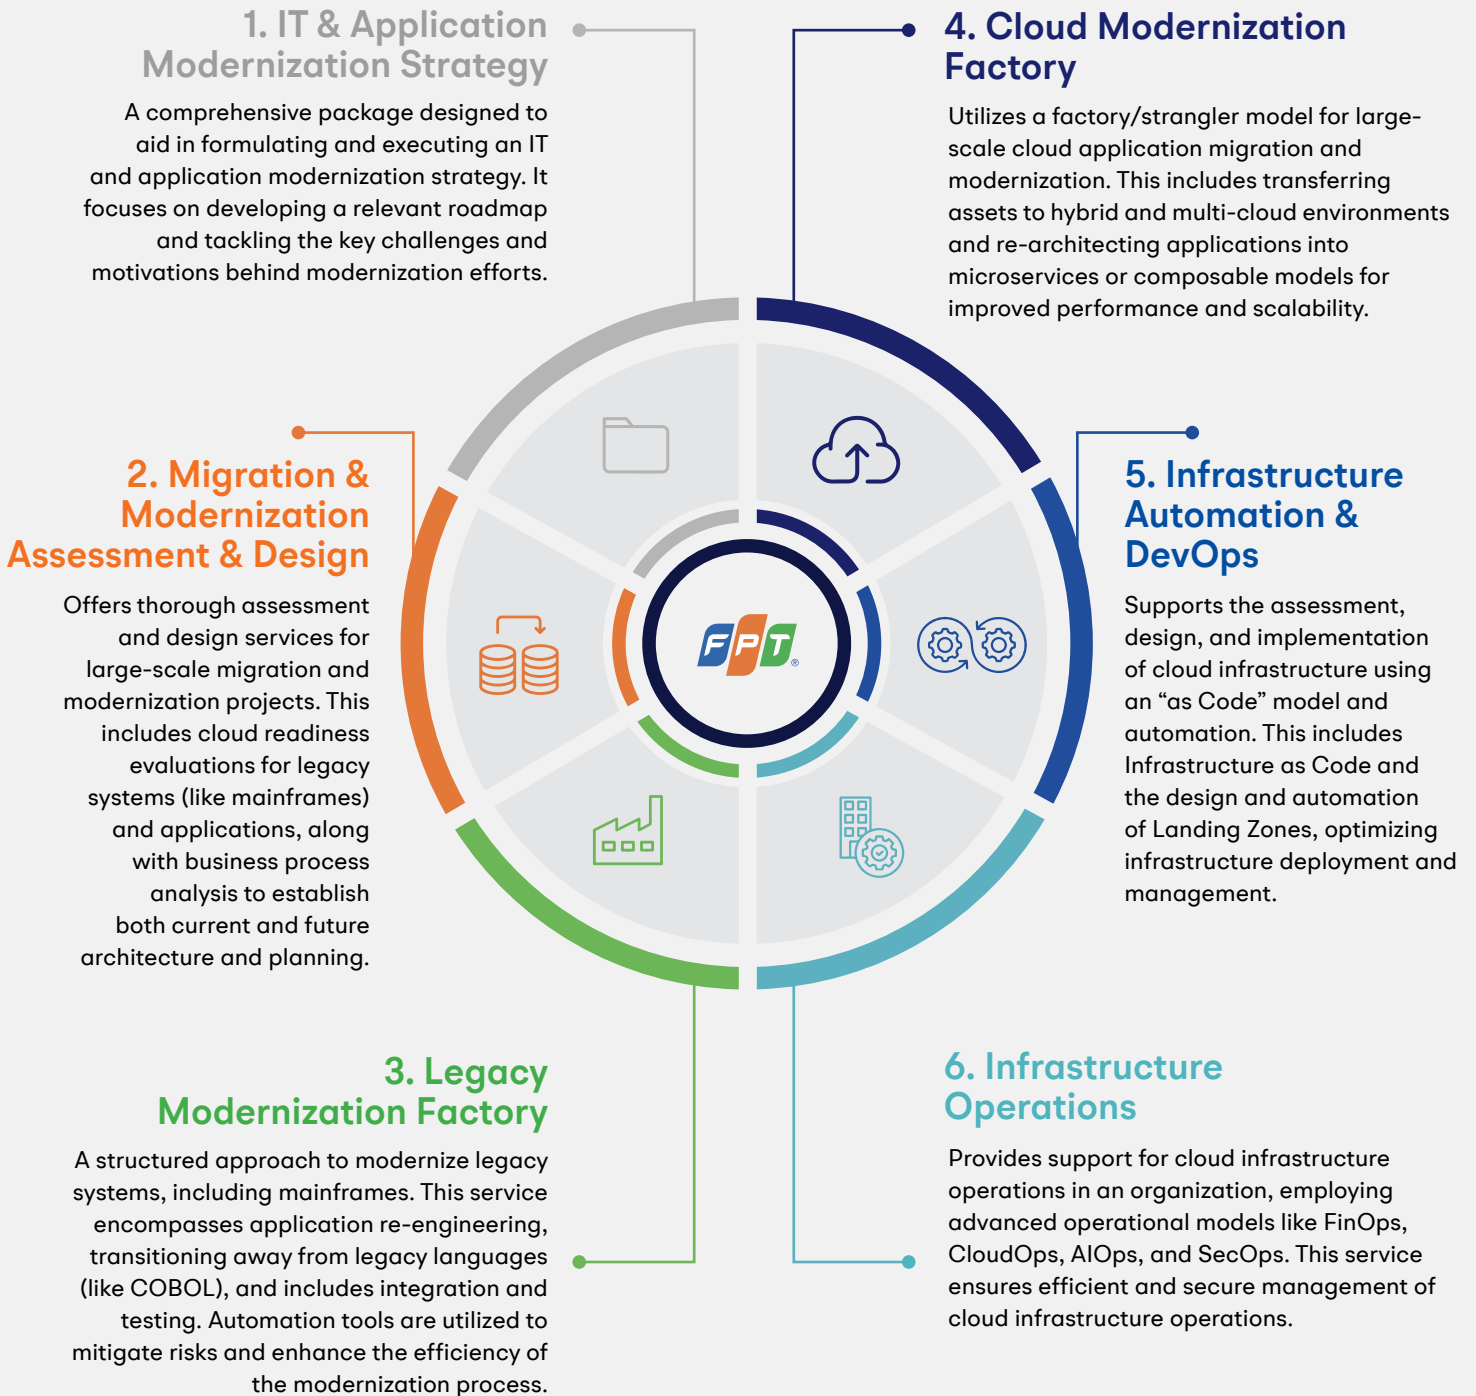 1. IT & Application
Modernization Strategy
A comprehensive package designed to
aid in formulating and executing an IT
and application modernization strategy. It
focuses on developing a relevant roadmap
and tackling the key challenges and
motivations behind modernization efforts.
2. Migration &
Modernization
Assessment & Design
Offers thorough assessment
and design services for
large-scale migration and
modernization projects. This
includes cloud readiness
evaluations for legacy
systems (like mainframes)
and applications, along
with business process
analysis to establish
both current and future
architecture and planning.
3. Legacy
Modernization Factory
A structured approach to modernize legacy
systems, including mainframes. This service
encompasses application re-engineering,
transitioning away from legacy languages
(like COBOL), and includes integration and
testing. Automation tools are utilized to
mitigate risks and enhance the efficiency of
the modernization process.
FPT®
4. Cloud Modernization
Factory
Utilizes a factory/strangler model for large-
scale cloud application migration and
modernization. This includes transferring
assets to hybrid and multi-cloud environments
and re-architecting applications into
microservices or composable models for
improved performance and scalability.
5. Infrastructure
Automation &
DevOps
Supports the assessment,
design, and implementation
of cloud infrastructure using
an “as Code” model and
automation. This includes
Infrastructure as Code and
the design and automation
of Landing Zones, optimizing
infrastructure deployment and
management.
6. Infrastructure
Operations
Provides support for cloud infrastructure
operations in an organization, employing
advanced operational models like FinOps,
CloudOps, AIOps, and SecOps. This service
ensures efficient and secure management of
cloud infrastructure operations.